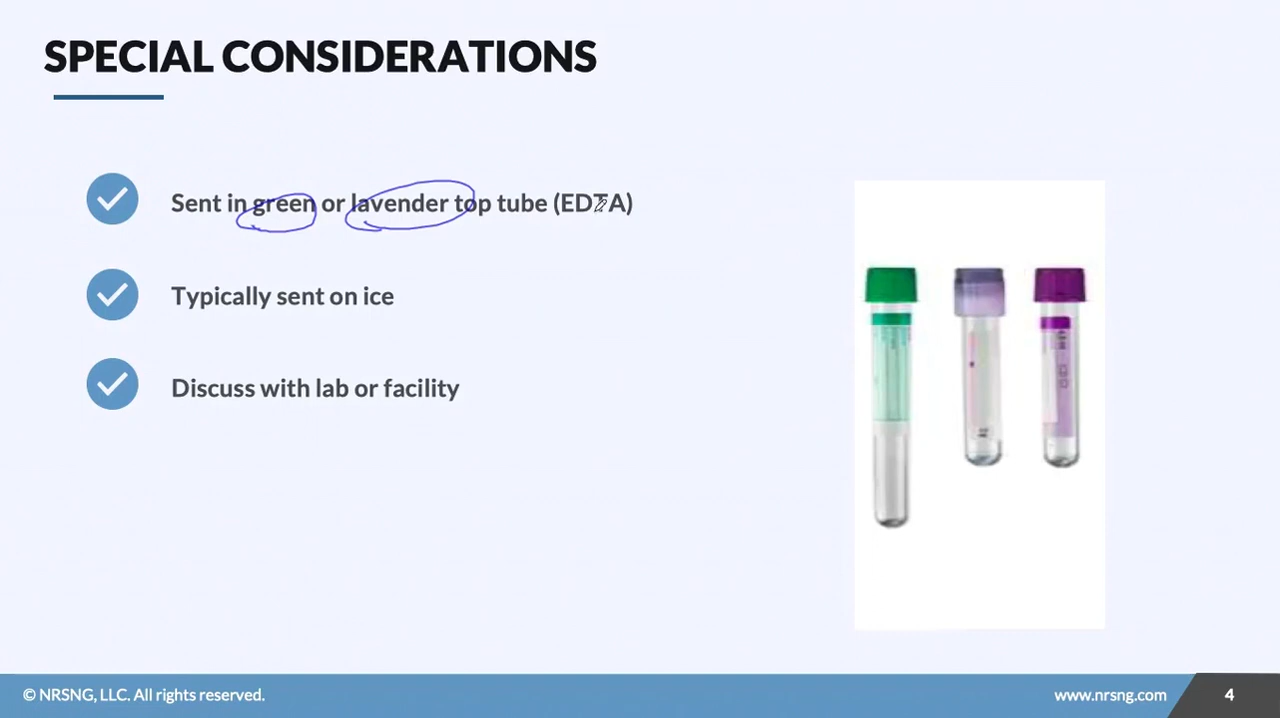 SPECIAL CONSIDERATIONS
Sent in green or lavender top tube (EDTA)
Typically sent on ice
Discuss with lab or facility
© NRSNG, LLC. All rights reserved.
www.nrsng.com
4